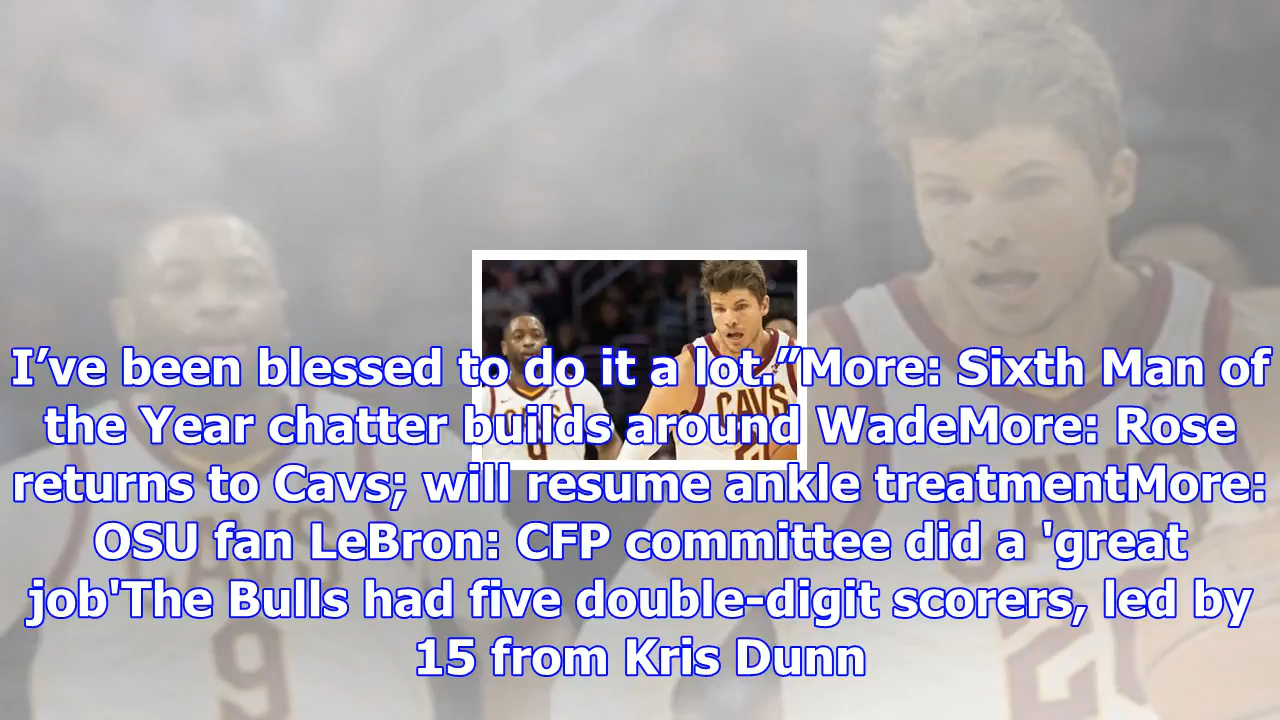 I’ve been blessed to do it a lot.”More: Sixth Man of
the Year chatter builds around WadeMore: Rose
returns to Cavs; will resume ankle treatmentMore:
OSU fan LeBron: CFP committee did a 'great
job'The Bulls had five double-digit scorers, led by
15 from Kris Dunn
CAVS
9